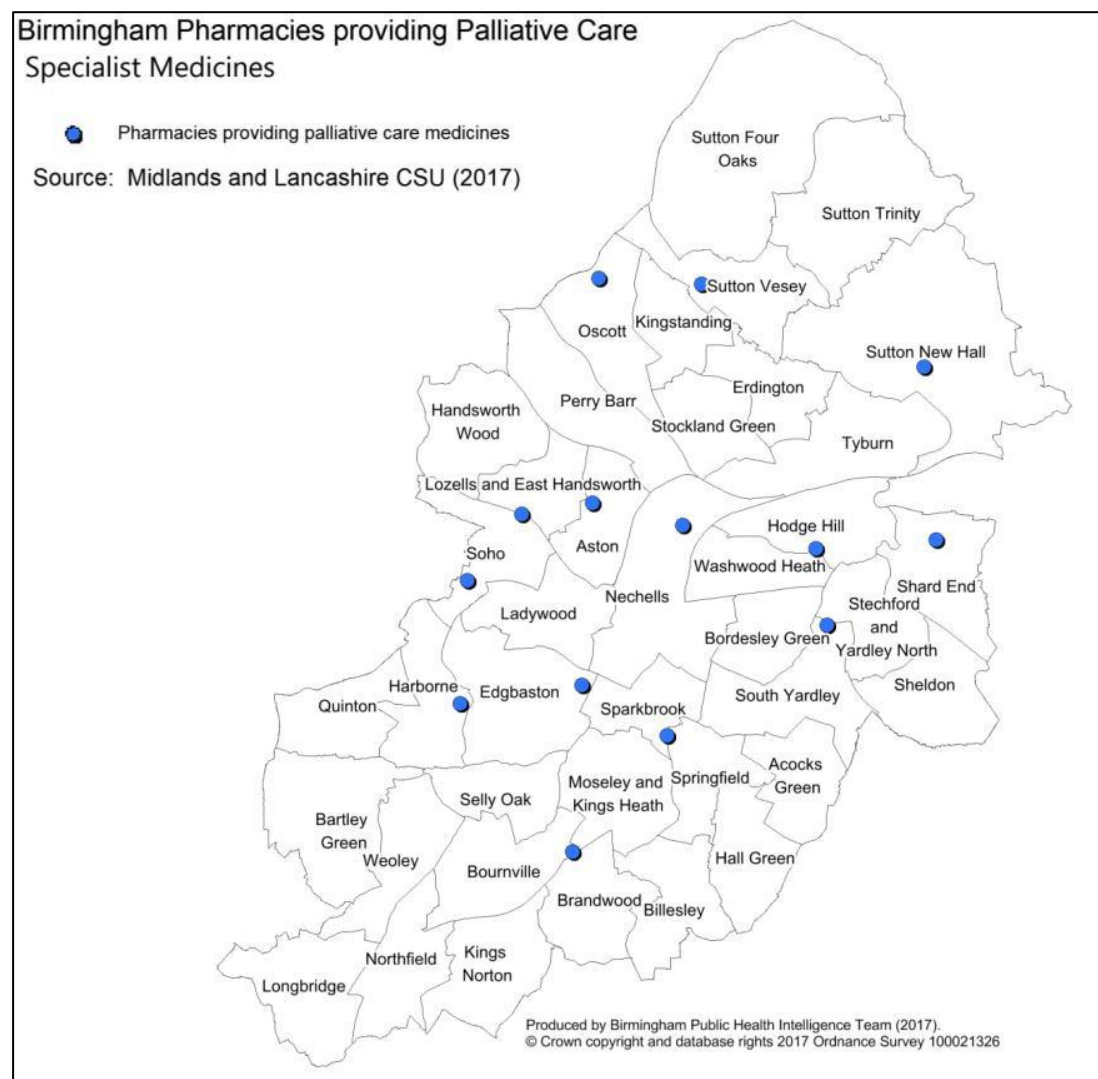 Birmingham Pharmacies providing Palliative Care
Specialist Medicines
Pharmacies providing palliative care medicines
Source: Midlands and Lancashire CSU (2017)
Sutton Four
Oaks
Sutton Trinity
Sutton Vesey
Oscott
Kingstanding
Sutton New Hall
Erdington
Perry Barr
Handsworth
Wood
Stockland Green
Tyburn
Lozells and East Handsworth
Hodge Hill
Soho
Aston
Washwood Heath
Shard End
Nechells
Stechford
and
Yardley North
Ladywood
Bordesley Green
Sheldon
Harborne
Edgbaston
Quinton
Sparkbrook
South Yardley
Acocks
Green
Moseley and
Kings Heath
Springfield
Selly Oak
Bartley
Green
Weoley
Hall Green
Bournville
Brandwood
Billesley
Kings
Norton
Northfield
Longbridge
Produced by Birmingham Public Health Intelligence Team (2017).
© Crown copyright and database rights 2017 Ordnance Survey 100021326